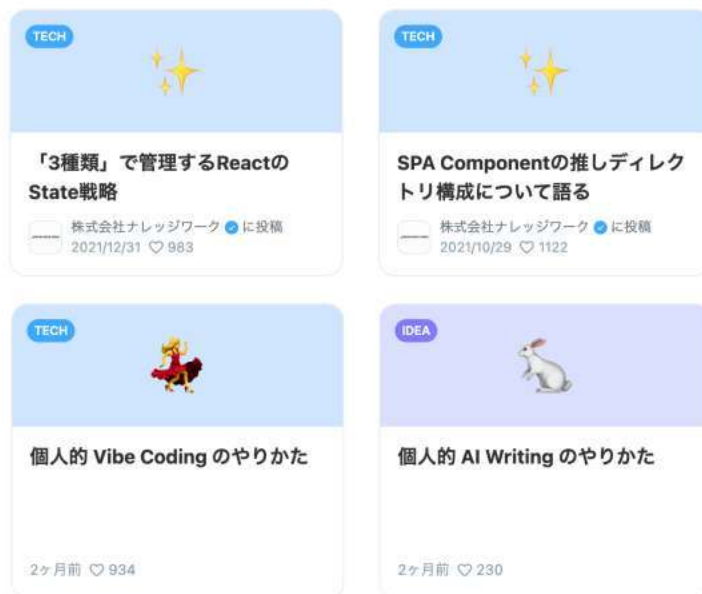 TECH
「3種類」で管理するReactの
State戦略
株式会社ナレッジワーク に投稿
2021/12/31 983
TECH
SPA Componentの推しディレク
トリ構成について語る
株式会社ナレッジワーク に投稿
2021/10/29 1122
TECH
個人的 Vibe Coding のやりかた
2ヶ月前 934
IDEA
個人的 AI Writing のやりかた
2ヶ月前 230